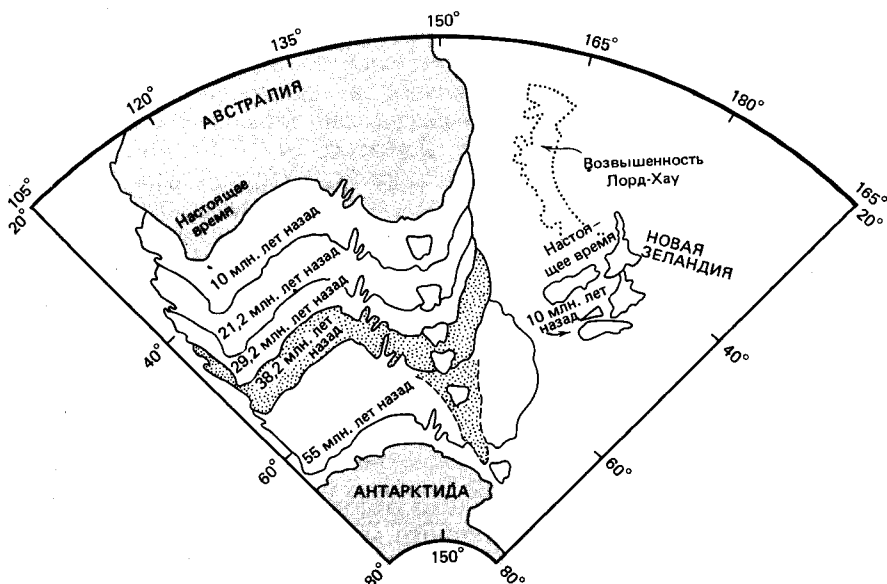 150°
135°
165°
120°
180°
АВСТРАЛИЯ
Возвышенность
Лорд-Хау
105°
20°
165°
20°
Настоящее
время
Настоя-
щее время
НОВАЯ
ЗЕЛАНДИЯ
10 млн. лет назад
10 млн. лет
назад
21,2 млн. лет назад
29,2 млн. лет назад
38,2 млн. лет
назад
40°
40°
55 млн. лет назад
60°
60°
АНТАРКТИДА
150°
80°
80°